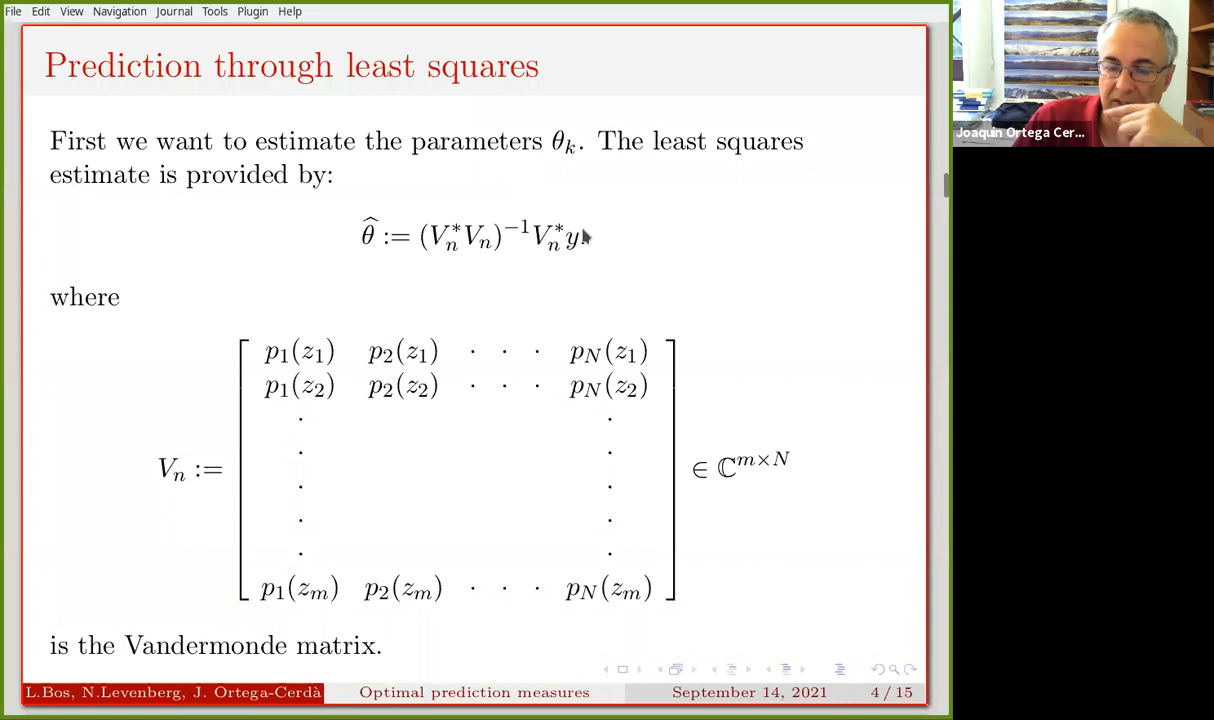 File Edit View Navigation Journal Tools Plugin Help
Prediction through least squares
First we want to estimate the parameters θ_k. The least squares
estimate is provided by:
θ̂ := (V_n^* V_n)^{-1} V_n^* y
where
V_n := [ p_1(z_1) p_2(z_1) · · · p_N(z_1)
p_1(z_2) p_2(z_2) · · · p_N(z_2)
· ·
· ·
· ·
· ·
· ·
p_1(z_m) p_2(z_m) · · · p_N(z_m) ] ∈ ℂ^{m×N}
is the Vandermonde matrix.
L.Bos, N.Levenberg, J. Ortega-Cerdà Optimal prediction measures September 14, 2021 4 / 15
Joaquin Ortega Cer...